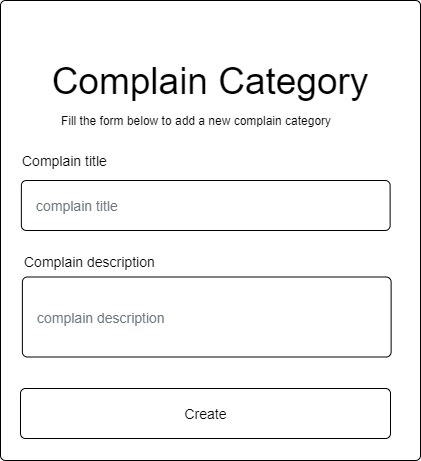 Complain Category
Fill the form below to add a new complain category
Complain title
complain title
Complain description
complain description
Create